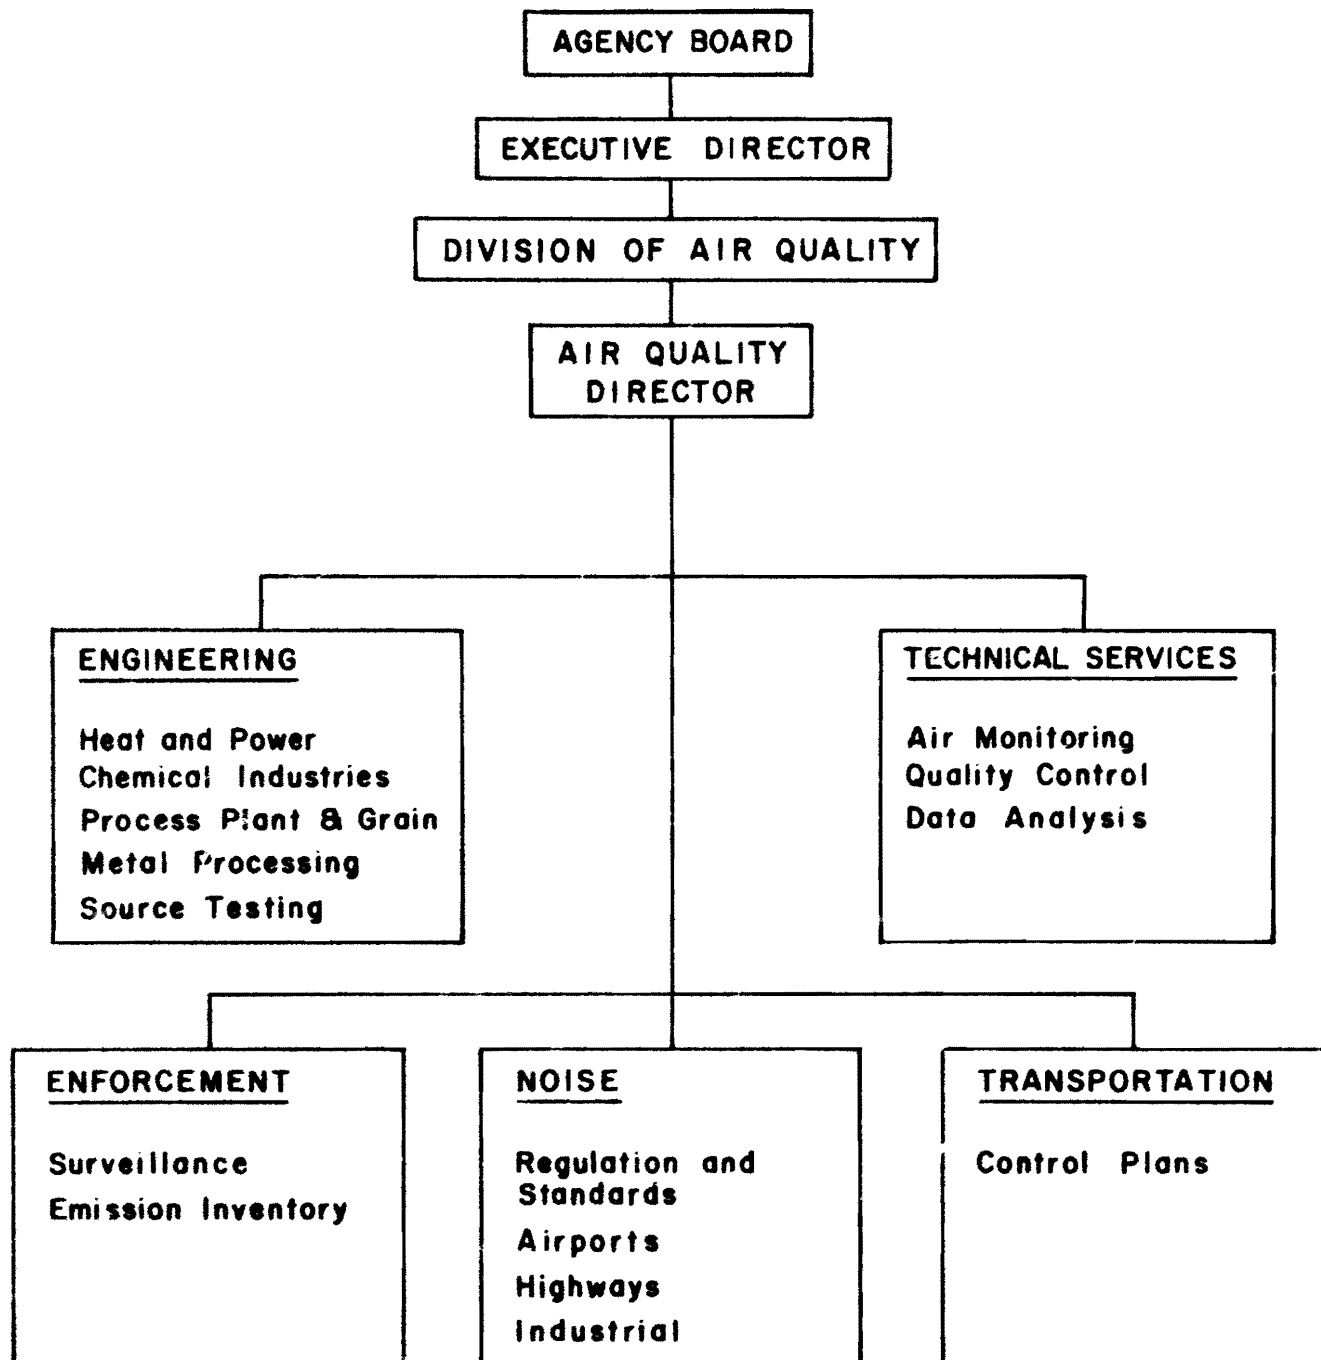 AGENCY BOARD
EXECUTIVE DIRECTOR
DIVISION OF AIR QUALITY
AIR QUALITY
DIRECTOR
ENGINEERING
Heat and Power
Chemical Industries
Process Plant & Grain
Metal Processing
Source Testing
TECHNICAL SERVICES
Air Monitoring
Quality Control
Data Analysis
ENFORCEMENT
Surveillance
Emission Inventory
NOISE
Regulation and
Standards
Airports
Highways
Industrial
TRANSPORTATION
Control Plans